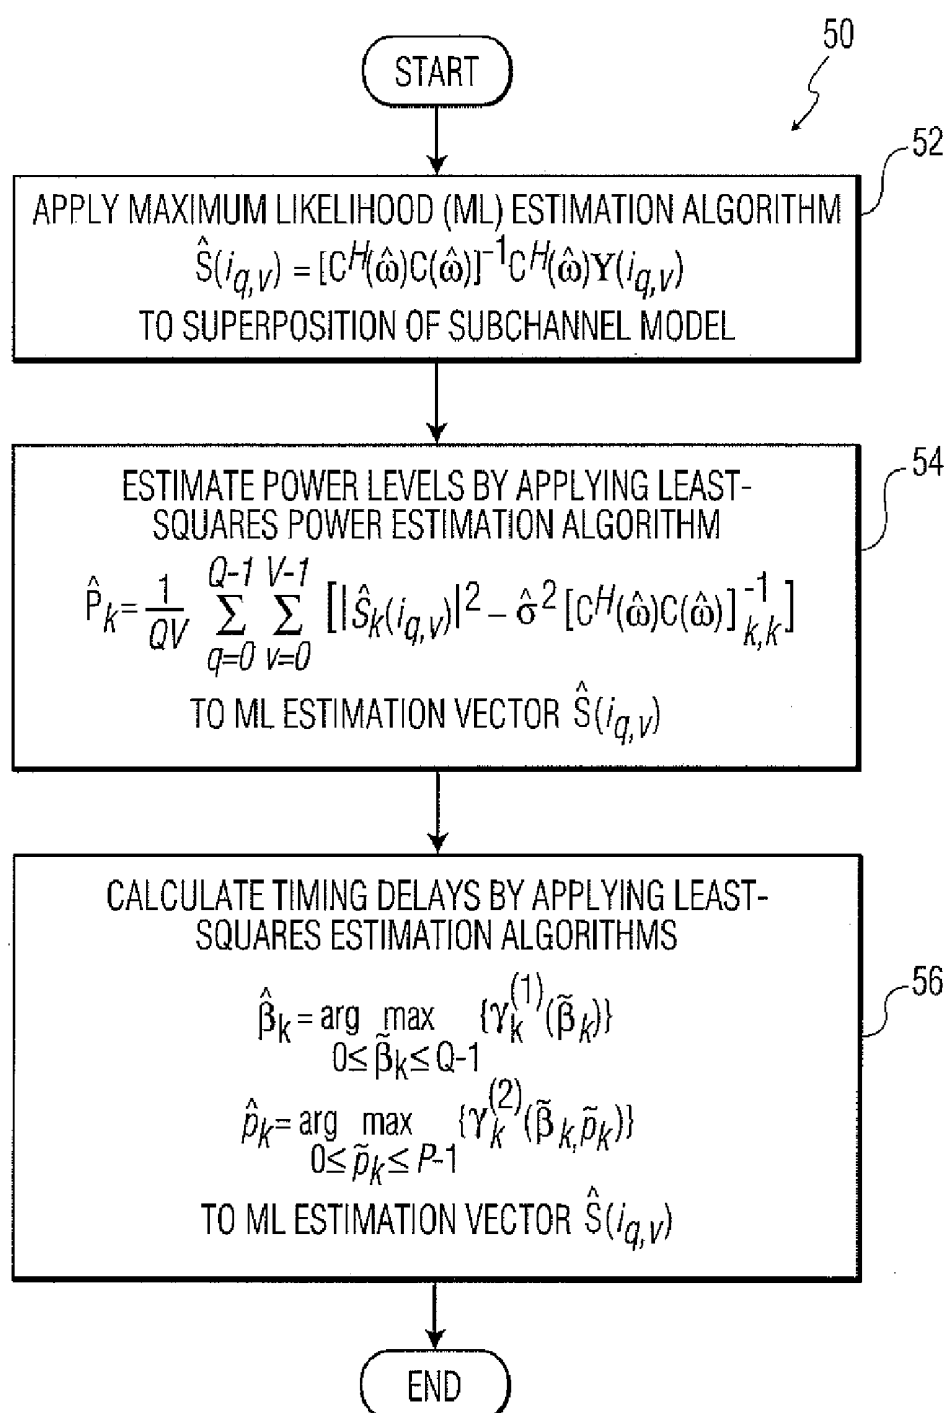 50
START
52
APPLY MAXIMUM LIKELIHOOD (ML) ESTIMATION ALGORITHM
Ŝ(i_{q,v}) = [C^H(ω̂)C(ω̂)]^{-1}C^H(ω̂)Y(i_{q,v})
TO SUPERPOSITION OF SUBCHANNEL MODEL
54
ESTIMATE POWER LEVELS BY APPLYING LEAST-
SQUARES POWER ESTIMATION ALGORITHM
P̂_k = \frac{1}{QV} \sum_{q=0}^{Q-1} \sum_{v=0}^{V-1} [|Ŝ_k(i_{q,v})|^2 – σ̂^2 [C^H(ω̂)C(ω̂)]^{-1}_{k,k}]
TO ML ESTIMATION VECTOR Ŝ(i_{q,v})
CALCULATE TIMING DELAYS BY APPLYING LEAST-
SQUARES ESTIMATION ALGORITHMS
56
β̂_k = arg max_{0≤β̃_k≤Q-1} {γ_k^{(1)}(β̃_k)}
p̂_k = arg max_{0≤p̃_k≤P-1} {γ_k^{(2)}(β̃_k,p̃_k)}
TO ML ESTIMATION VECTOR Ŝ(i_{q,v})
END